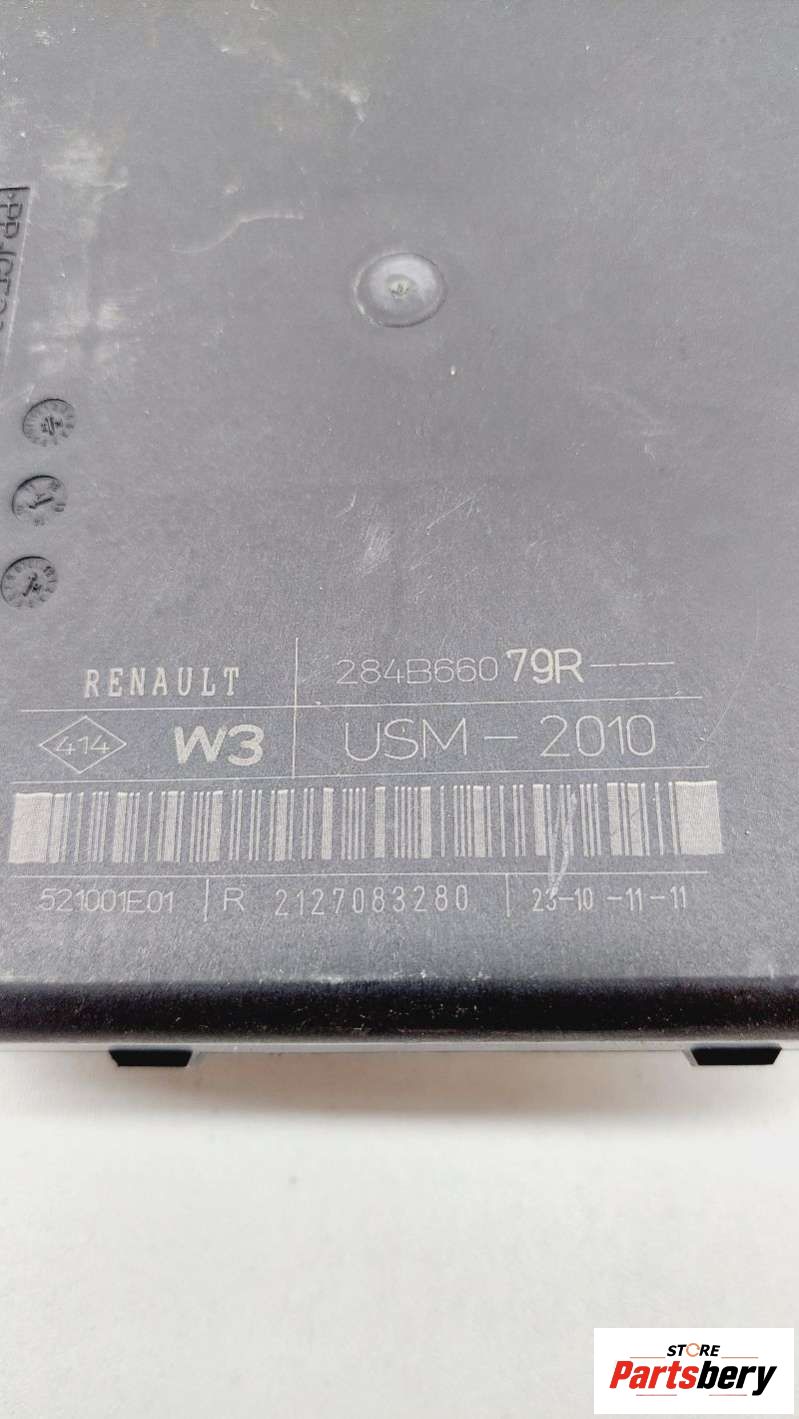 RENAULT 284B66079R---
414 W3 USM - 2010
521001E01 R 2127083280 23-10-11-11
STORE
Partsbery